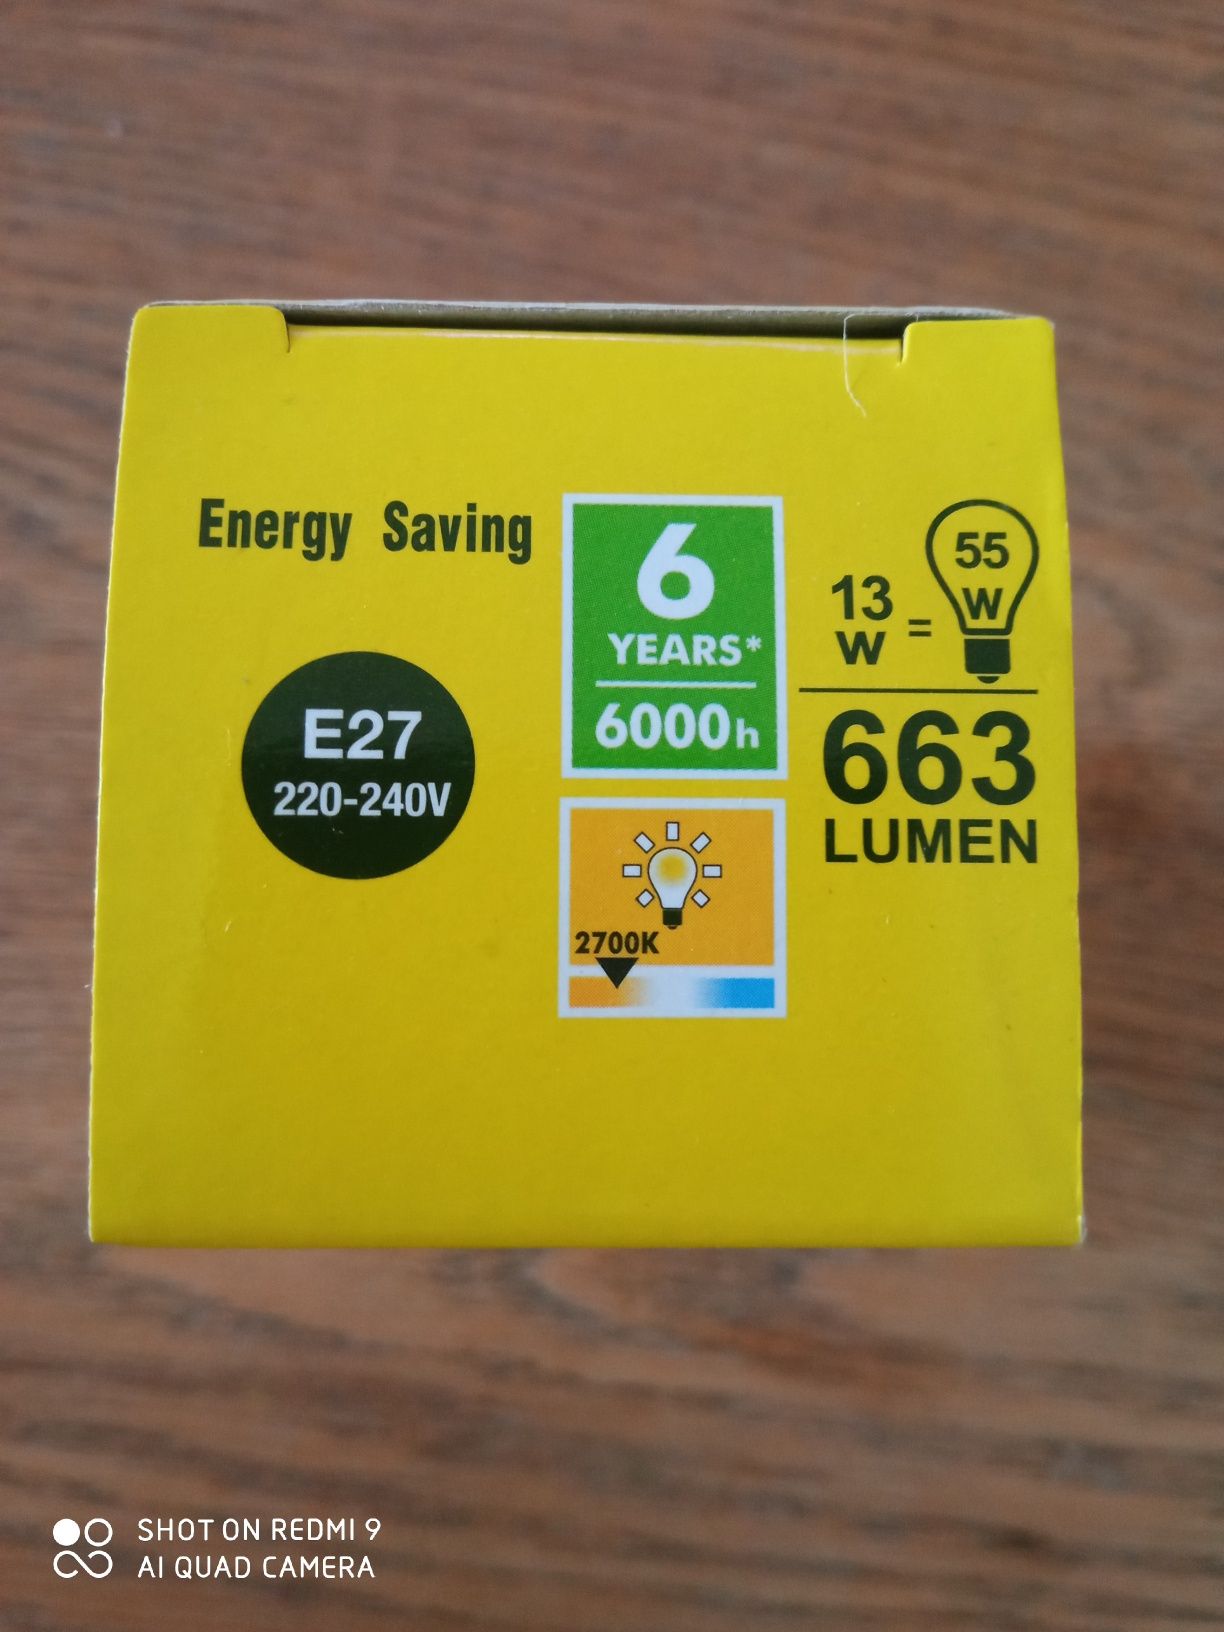 Energy Saving
E27
220-240V
6
YEARS*
6000h
2700K
13
W
=
55
W
663
LUMEN
SHOT ON REDMI 9
AI QUAD CAMERA